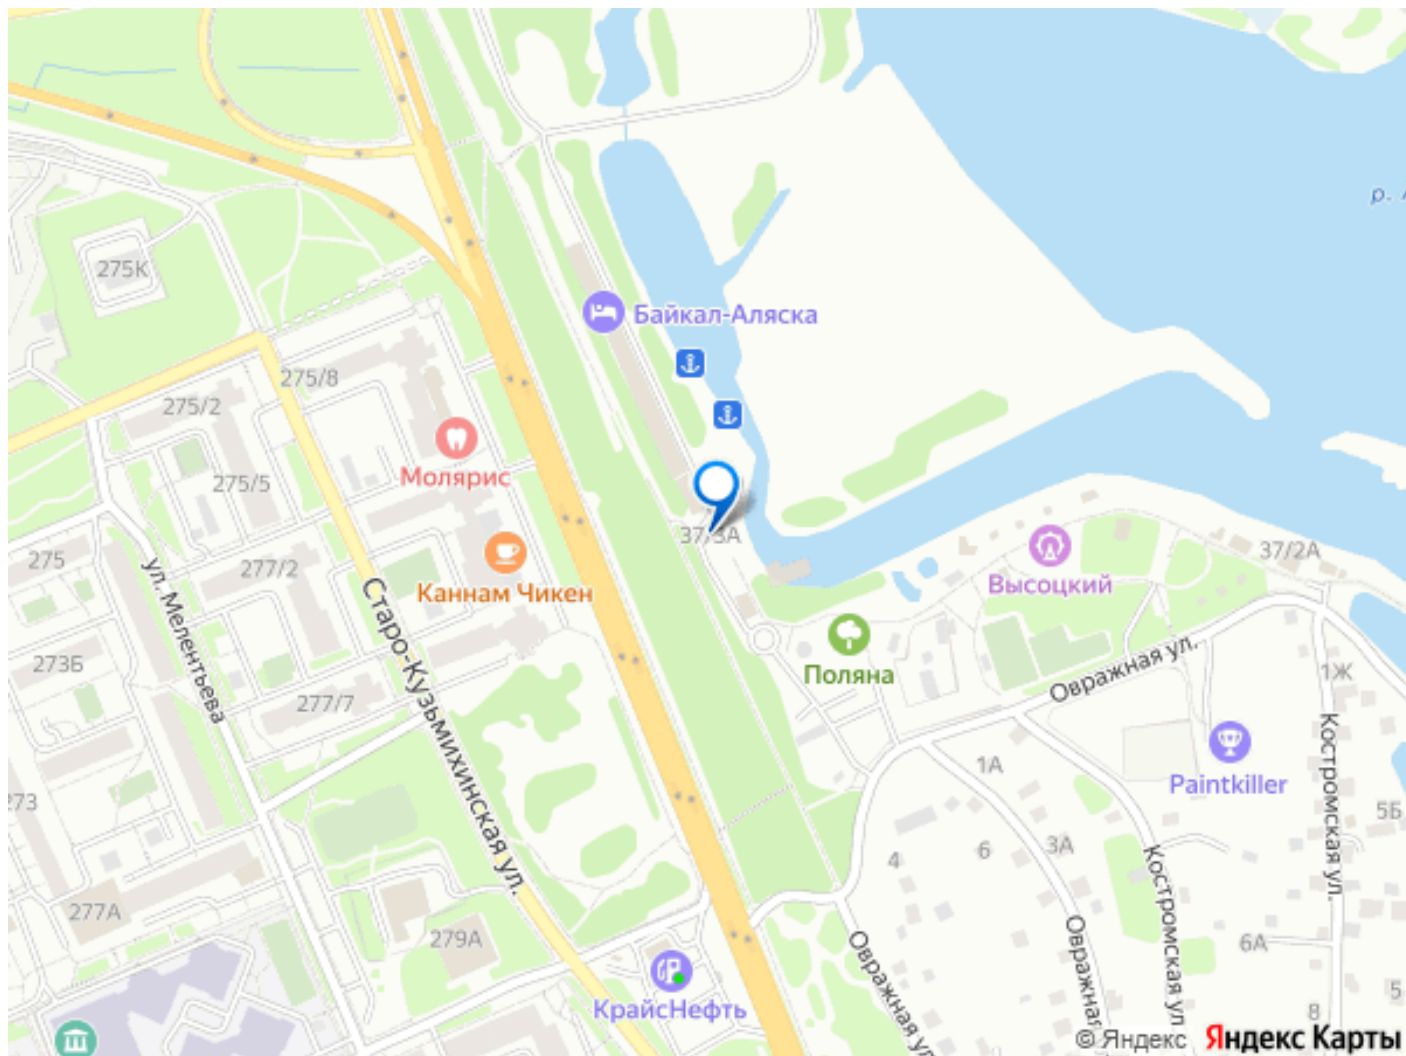 р.
275К
Байкал-Аляска
275/8
275/2
Молярис
275/5
37/3А
275
277/2
Каннам Чикен
Высоцкий
37/2А
ул. Мелентьева
Старо-Кузьмихинская ул.
273Б
277/7
Поляна
Овражная ул.
1Ж
Костромская ул.
1А
Paintkiller
273
5Б
4
6
3А
Костромская ул
277А
279А
Овражная ул
Овражная
6А
КрайсНефть
8
5
© Яндекс Яндекс Карты